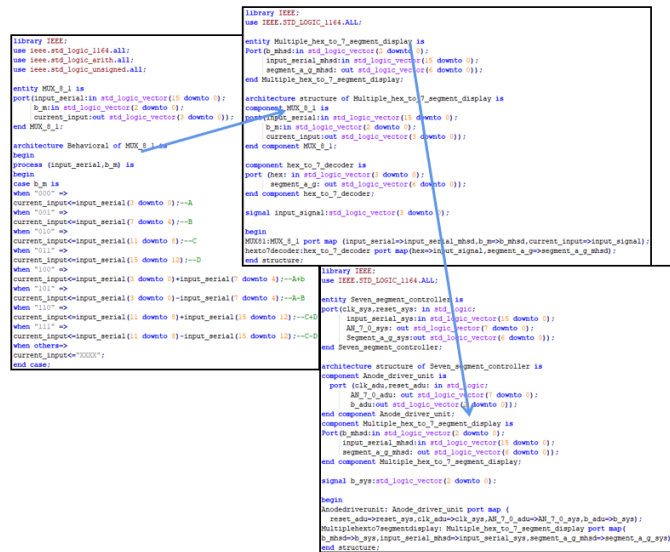 library IEEE;
use ieee.std_logic_1164.all;
use ieee.std_logic_arith.all;
use ieee.std_logic_unsigned.all;
entity MUX_8_1 is
port(input_serial:in std_logic_vector(15 downto 0);
b_m:in std_logic_vector(2 downto 0);
current_input:out std_logic_vector(3 downto 0));
end MUX_8_1;
architecture Behavioral of MUX_8_1 is
begin
process (input_serial,b_m) is
begin
case b_m is
when "000" =>
current_input<=input_serial(3 downto 0);--A
when "001" =>
current_input<=input_serial(7 downto 4);--B
when "010" =>
current_input<=input_serial(11 downto 8);--C
when "011" =>
current_input<=input_serial(15 downto 12);--D
when "100" =>
current_input<=input_serial(3 downto 0)+input_serial(7 downto 4);--A+b
when "101" =>
current_input<=input_serial(3 downto 0)-input_serial(7 downto 4);--A-B
when "110" =>
current_input<=input_serial(11 downto 8)+input_serial(15 downto 12);--C+D
when "111" =>
current_input<=input_serial(11 downto 8)-input_serial(15 downto 12);--C-D
when others=>
current_input<="XXXX";
end case;
library IEEE;
use IEEE.STD_LOGIC_1164.ALL;
entity Multiple_hex_to_7_segment_display is
Port(b_mhsd:in std_logic_vector(2 downto 0);
input_serial_mhsd:in std_logic_vector(15 downto 0);
segment_a_g_mhsd: out std_logic_vector(6 downto 0));
end Multiple_hex_to_7_segment_display;
architecture structure of Multiple_hex_to_7_segment_display is
component MUX_8_1 is
port(input_serial:in std_logic_vector(15 downto 0);
b_m:in std_logic_vector(2 downto 0);
current_input:out std_logic_vector(3 downto 0));
end component MUX_8_1;
component hex_to_7_decoder is
port (hex: in std_logic_vector(3 downto 0);
segment_a_g: out std_logic_vector(6 downto 0));
end component hex_to_7_decoder;
signal input_signal:std_logic_vector(3 downto 0);
begin
MUX81:MUX_8_1 port map (input_serial=>input_serial_mhsd,b_m=>b_mhsd,current_input=>input_signal);
hexto7decoder:hex_to_7_decoder port map(hex=>input_signal,segment_a_g=>segment_a_g_mhsd);
end structure;
library IEEE;
use IEEE.STD_LOGIC_1164.ALL;
entity Seven_segment_controller is
port(clk_sys,reset_sys: in std_logic;
input_serial_sys:in std_logic_vector(15 downto 0);
AN_7_0_sys: out std_logic_vector(7 downto 0);
Segment_a_g_sys:out std_logic_vector(6 downto 0));
end Seven_segment_controller;
architecture structure of Seven_segment_controller is
component Anode_driver_unit is
port (clk_adu,reset_adu: in std_logic;
AN_7_0_adu: out std_logic_vector(7 downto 0);
b_adu:out std_logic_vector( downto 0));
end component Anode_driver_unit;
component Multiple_hex_to_7_segment_display is
Port(b_mhsd:in std_logic_vector(2 downto 0);
input_serial_mhsd:in std_logic_vector(15 downto 0);
segment_a_g_mhsd: out std_logic_vector(6 downto 0));
end component Multiple_hex_to_7_segment_display;
signal b_sys:std_logic_vector(2 downto 0);
begin
Anodedriverunit: Anode_driver_unit port map (
reset_adu=>reset_sys,clk_adu=>clk_sys,AN_7_0_adu=>AN_7_0_sys,b_adu=>b_sys);
Multiplehexto7segmentdisplay: Multiple_hex_to_7_segment_display port map(
b_mhsd=>b_sys,input_serial_mhsd=>input_serial_sys,segment_a_g_mhsd=>segment_a_g_sys);
end structure;